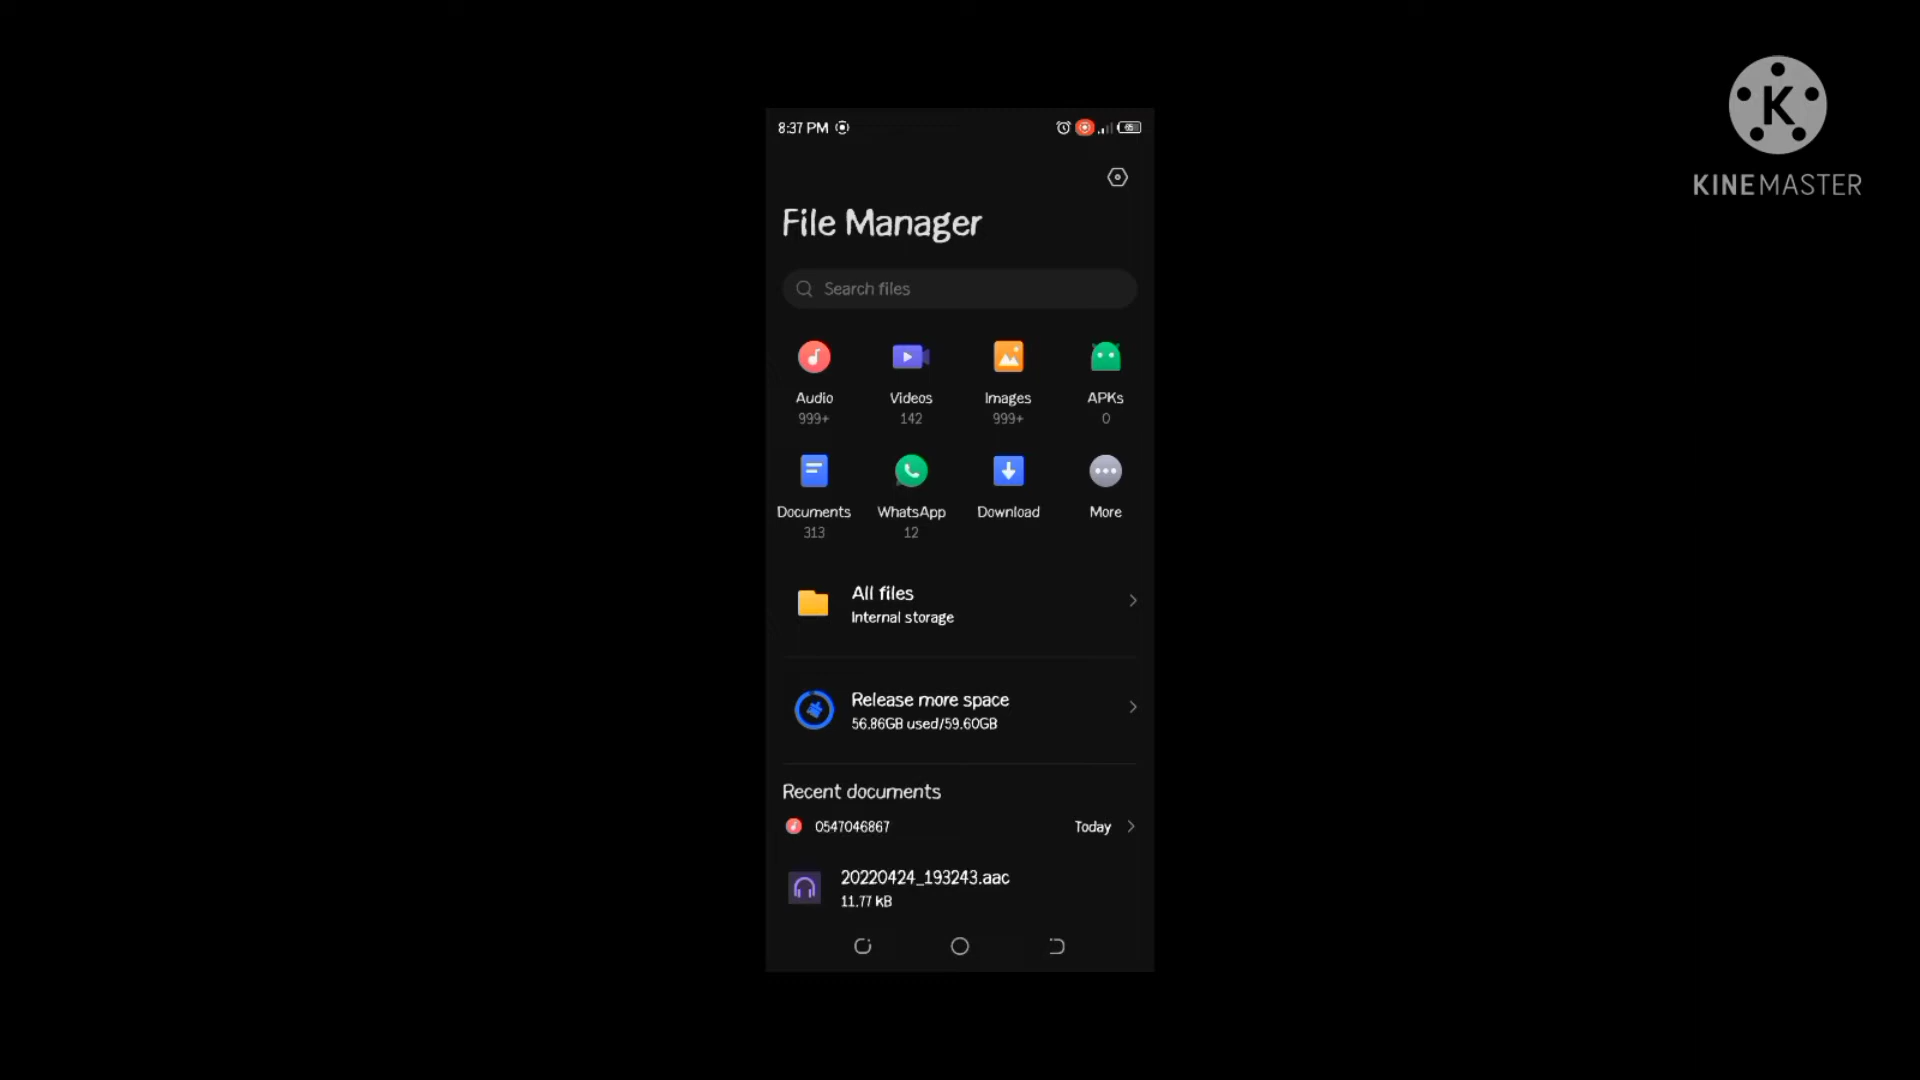 KINEMASTER
8:37 PM
File Manager
Search files
Audio Videos Images APKs
999+ 142 999+ 0
Documents WhatsApp Download More
313 12
All files
Internal storage
Release more space
56.86GB used/59.60GB
Recent documents
0547046867 Today
20220424_193243.aac
11.77 KB